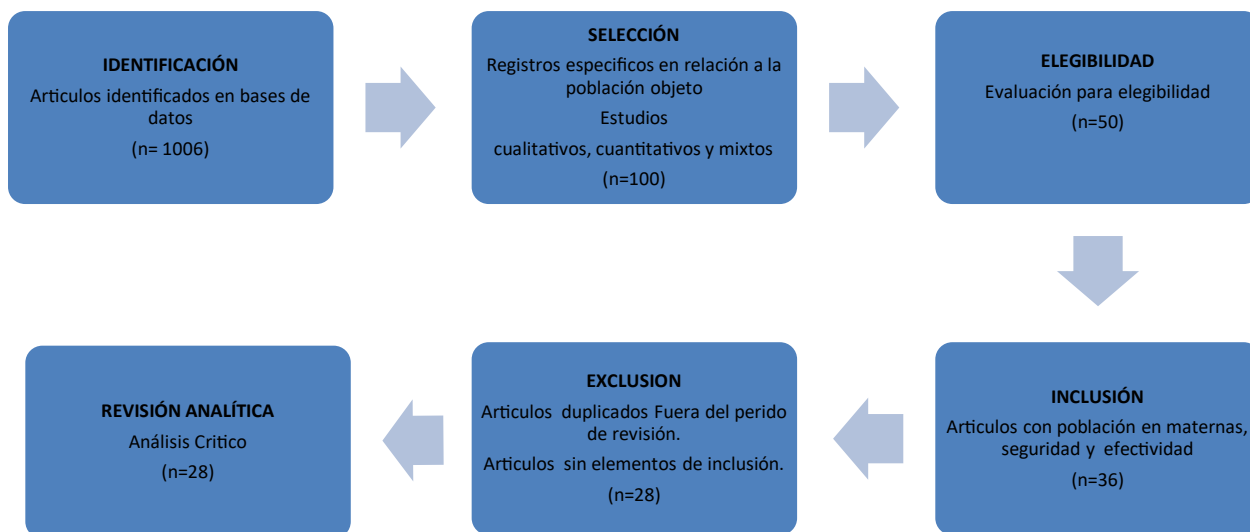 IDENTIFICACIÓN
Articulos identificados en bases de
datos
(n= 1006)
SELECCIÓN
Registros especificos en relación a la
población objeto
Estudios
cualitativos, cuantitativos y mixtos
(n=100)
ELEGIBILIDAD
Evaluación para elegibilidad
(n=50)
INCLUSIÓN
Articulos con población en maternas,
seguridad y efectividad
(n=36)
EXCLUSION
Articulos duplicados Fuera del perido
de revisión.
Articulos sin elementos de inclusión.
(n=28)
REVISIÓN ANALÍTICA
Análisis Critico
(n=28)